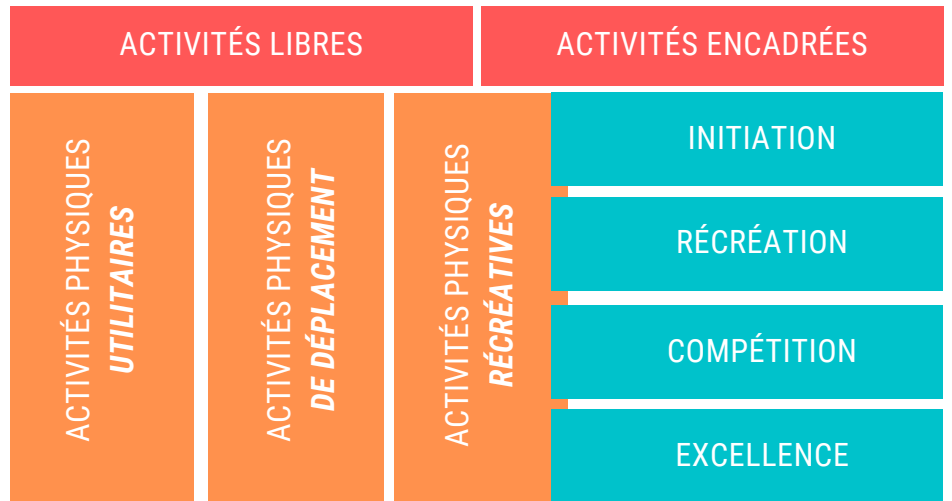 ACTIVITÉS LIBRES
ACTIVITÉS ENCADRÉES
ACTIVITÉS PHYSIQUES
UTILITAIRES
ACTIVITÉS PHYSIQUES
DE DÉPLACEMENT
ACTIVITÉS PHYSIQUES
RÉCRÉATIVES
INITIATION
RÉCRÉATION
COMPÉTITION
EXCELLENCE